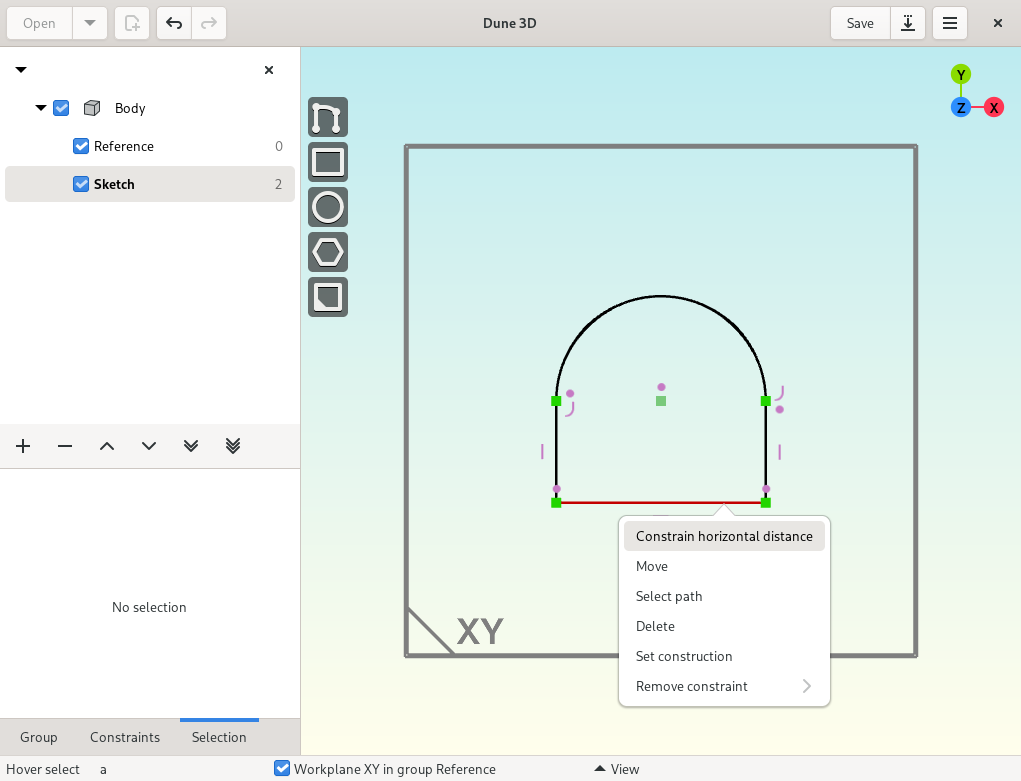 Open
Dune 3D
Save
Body
Reference 0
Sketch 2
Y
Z X
XY
Constrain horizontal distance
Move
Select path
Delete
Set construction
Remove constraint
No selection
Group Constraints Selection
Hover select a Workplane XY in group Reference View